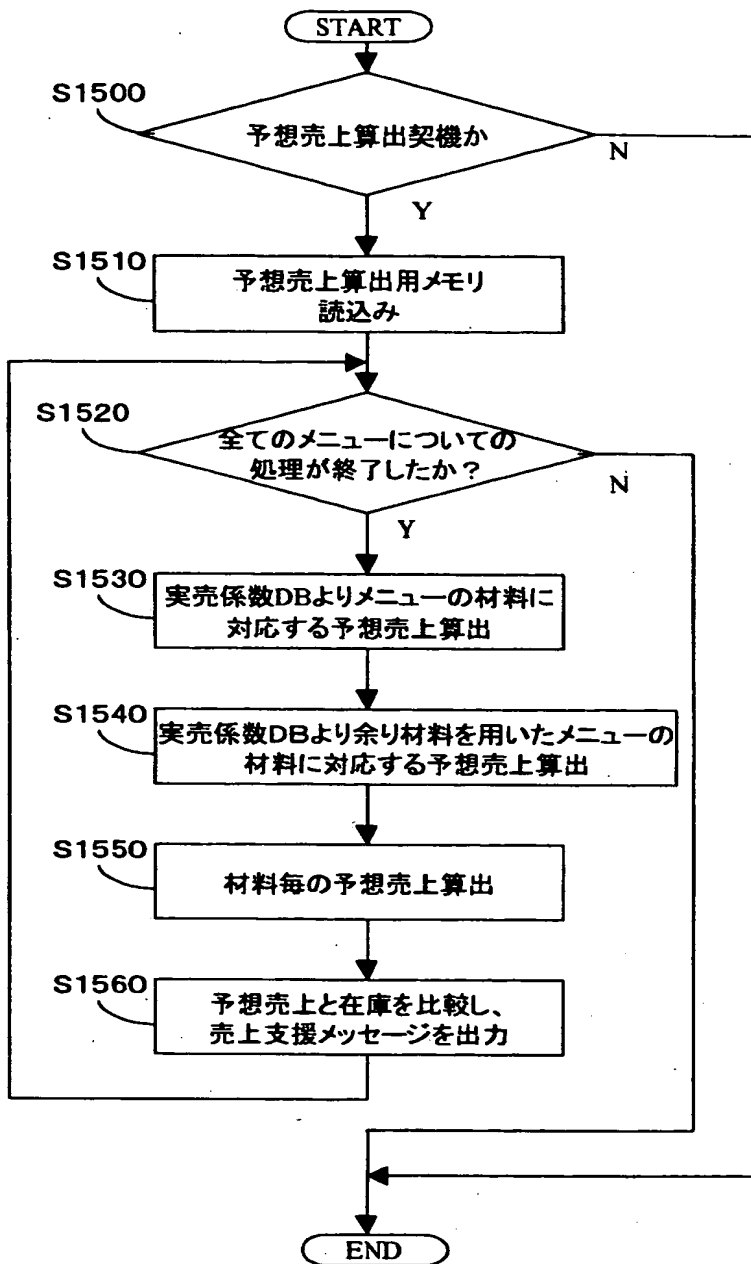 START
S1500
予想売上算出契機か
N
Y
S1510
予想売上算出用メモリ
読込み
S1520
全てのメニューについての
処理が終了したか?
N
Y
S1530
実売係数DBよりメニューの材料に
対応する予想売上算出
S1540
実売係数DBより余り材料を用いたメニューの
材料に対応する予想売上算出
S1550
材料毎の予想売上算出
S1560
予想売上と在庫を比較し、
売上支援メッセージを出力
END